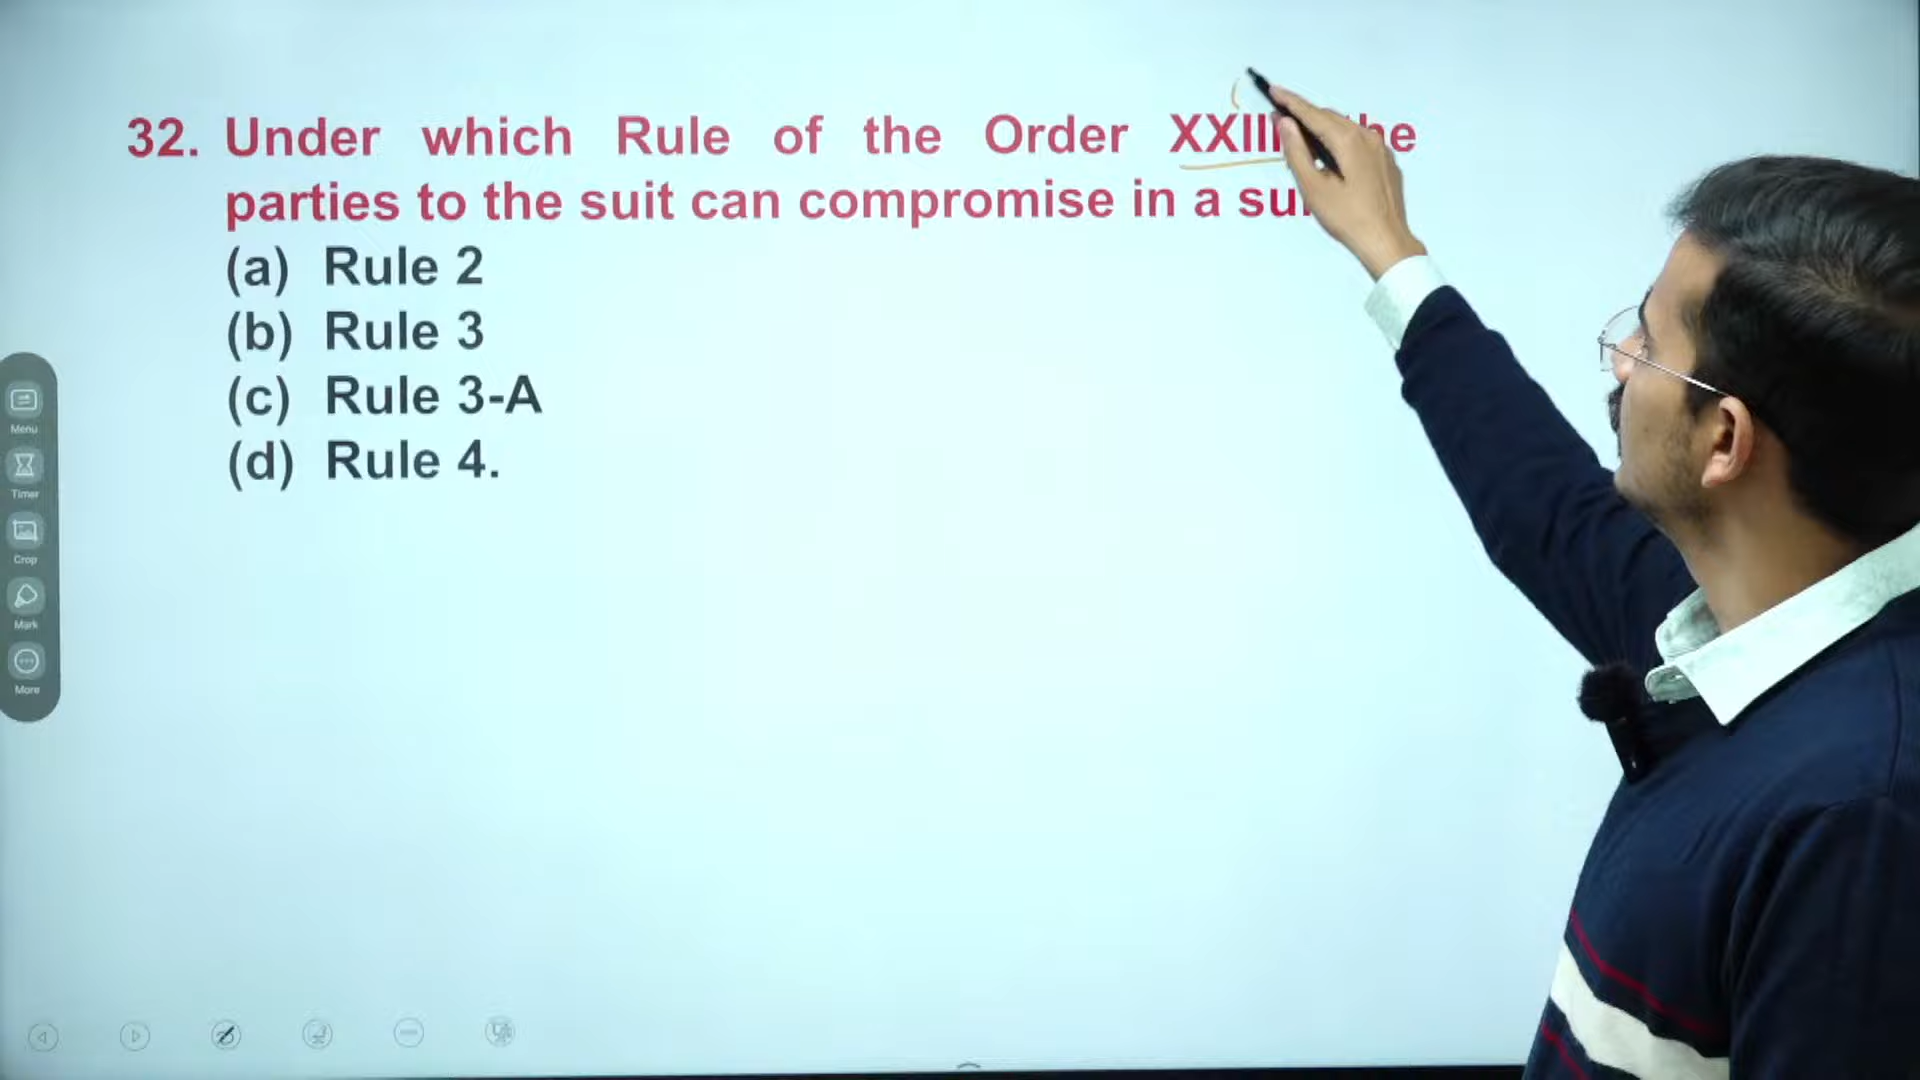 32. Under which Rule of the Order XXIII
parties to the suit can compromise in a
(a) Rule 2
(b) Rule 3
(c) Rule 3-A
(d) Rule 4.
Menu
Timer
Crop
Mark
More